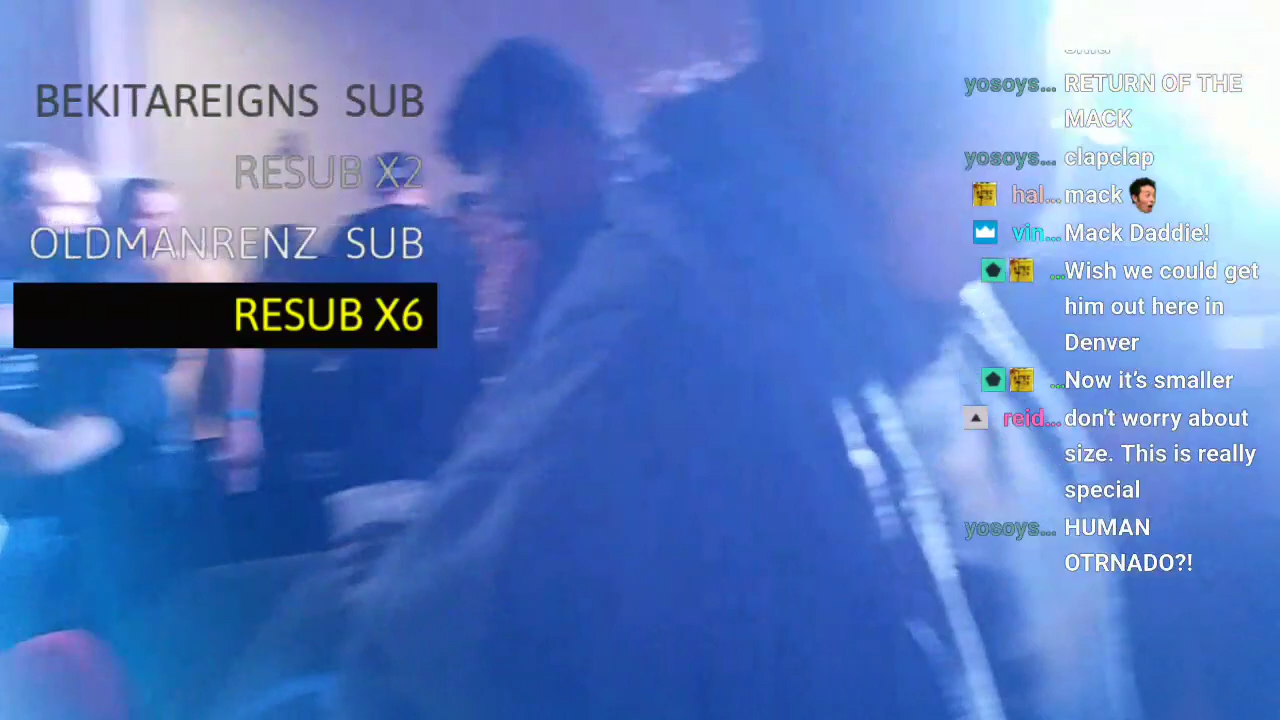 BEKITAREIGNS SUB
RESUB X2
OLDMANRENZ SUB
RESUB X6
yosoys... RETURN OF THE
MACK
yosoys... clapclap
hal... mack
vin... Mack Daddie!
...Wish we could get
him out here in
Denver
...Now it's smaller
reid... don't worry about
size. This is really
special
yosoys... HUMAN
OTRNADO?!